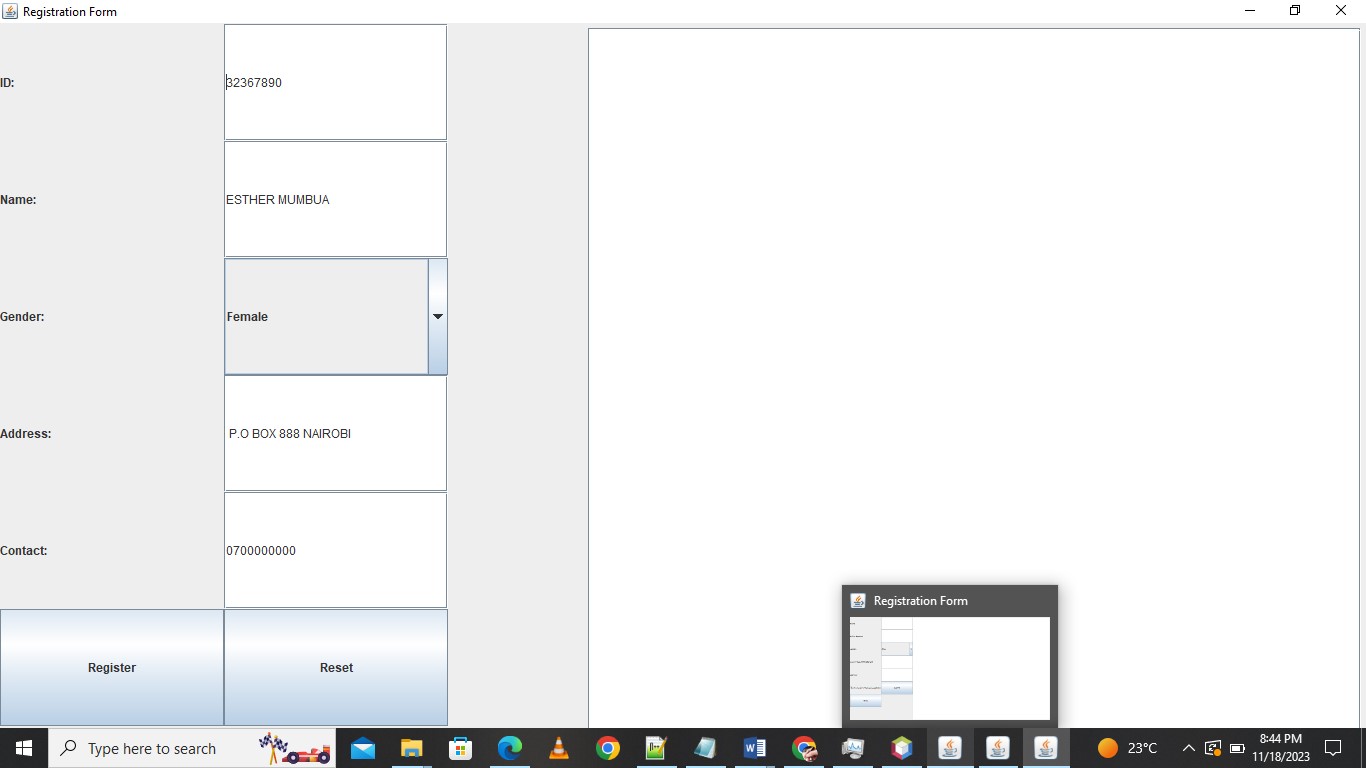 Registration Form
ID:
32367890
Name:
ESTHER MUMBUA
Gender:
Female
Address:
P.O BOX 888 NAIROBI
Contact:
0700000000
Register
Reset
Registration Form
Type here to search
23°C
8:44 PM
11/18/2023